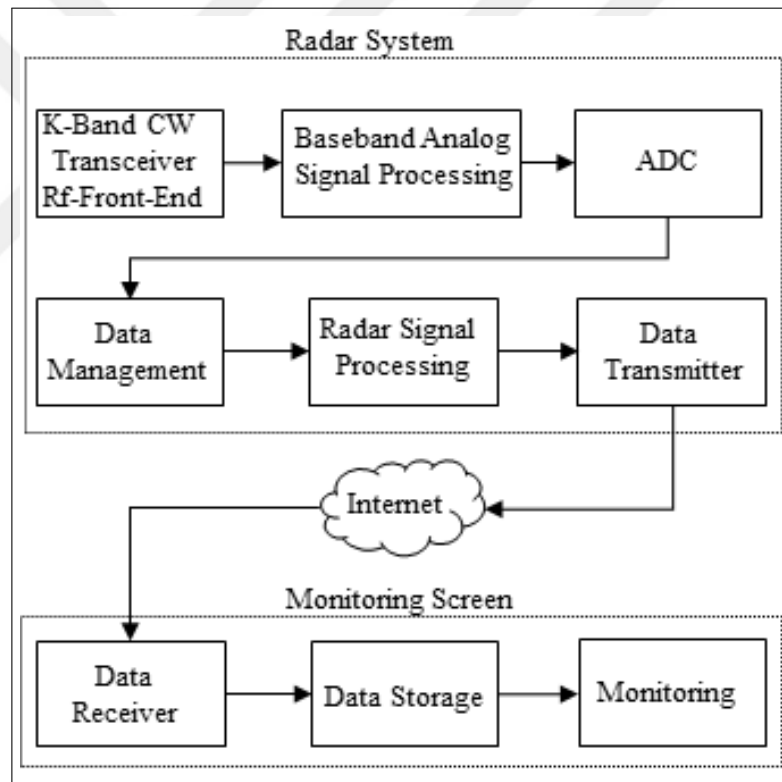 Radar System
K-Band CW
Transceiver
Rf-Front-End
Baseband Analog
Signal Processing
ADC
Data
Management
Radar Signal
Processing
Data
Transmitter
Internet
Monitoring Screen
Data
Receiver
Data Storage
Monitoring